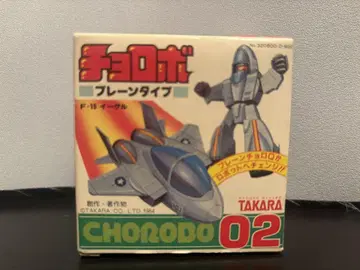 チョロボ
プレーンタイプ
F-15 イーグル
プレーンチョロQが
ロボットへチェンジ!!
創作・著作物
©TAKARA CO., LTD. 1984
TAKARA
CHOROBO 02